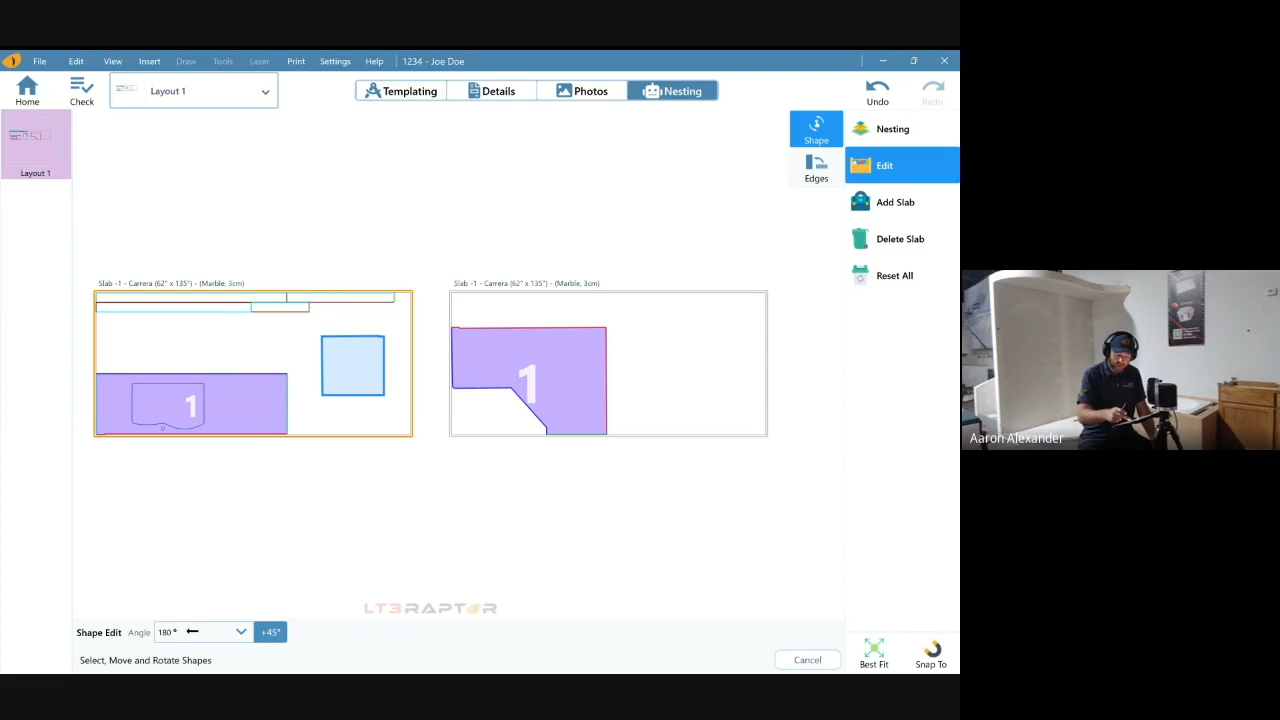 File Edit View Insert Draw Tools Laser Print Settings Help 1234 - Joe Doe
Home
Check
Layout 1
Templating
Details
Photos
Nesting
Undo
Redo
Layout 1
Shape
Edges
Nesting
Edit
Add Slab
Delete Slab
Reset All
Slab -1 - Carrera (62" x 135") - (Marble, 3cm)
Slab -1 - Carrera (62" x 135") - (Marble, 3cm)
1
1
Aaron Alexander
LT3RAPTOR
Shape Edit Angle 180° +45°
Select, Move and Rotate Shapes
Cancel
Best Fit
Snap To